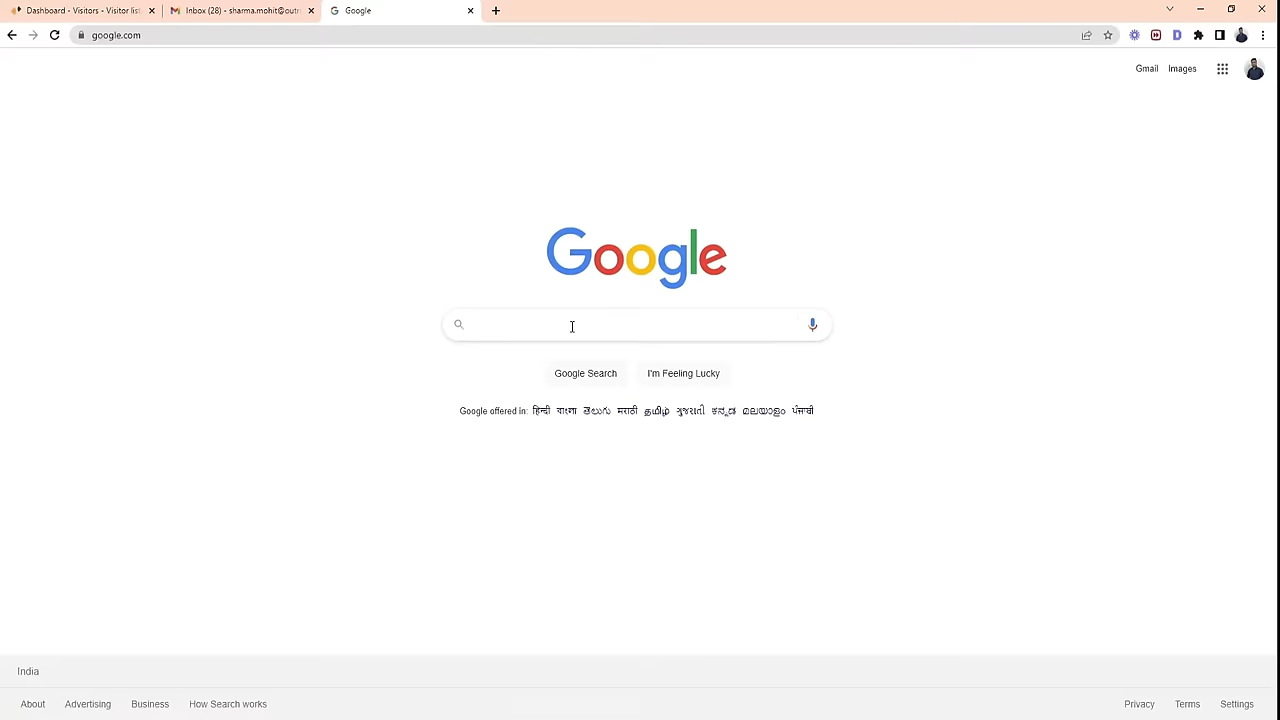 Dashboard - Visitors - Visitor list
Inbox (28) - sharma.mohit@outr
Google
google.com
Gmail Images
Google
Google Search I'm Feeling Lucky
Google offered in: हिन्दी বাংলা తెలుగు मराठी தமிழ் ગુજરાતી ಕನ್ನಡ മലയാളം ਪੰਜਾਬੀ
India
About Advertising Business How Search works Privacy Terms Settings